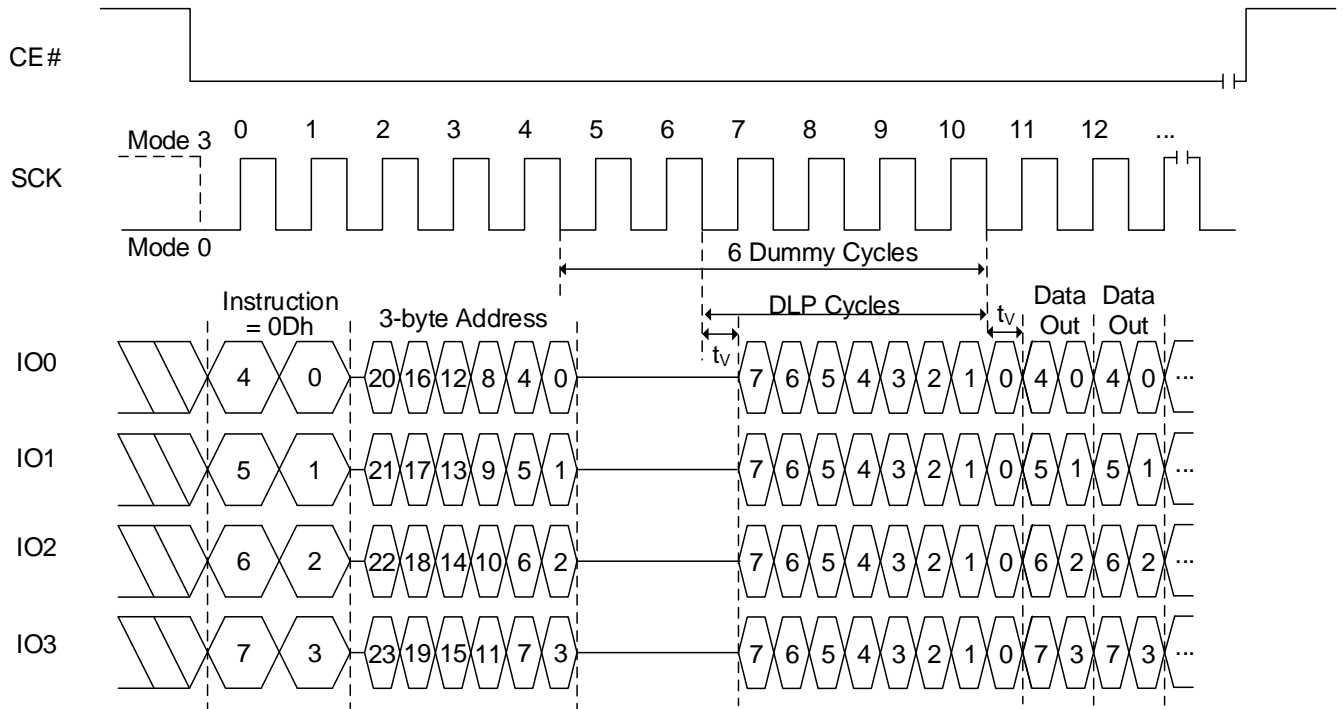 CE#
0 1 2 3 4 5 6 7 8 9 10 11 12 ...
Mode 3
SCK
Mode 0
6 Dummy Cycles
Instruction
= 0Dh
3-byte Address
DLP Cycles
tV
tV
Data
Out
Data
Out
IO0
4 0 20 16 12 8 4 0 7 6 5 4 3 2 1 0 4 0 4 0 ...
IO1
5 1 21 17 13 9 5 1 7 6 5 4 3 2 1 0 5 1 5 1 ...
IO2
6 2 22 18 14 10 6 2 7 6 5 4 3 2 1 0 6 2 6 2 ...
IO3
7 3 23 19 15 11 7 3 7 6 5 4 3 2 1 0 7 3 7 3 ...